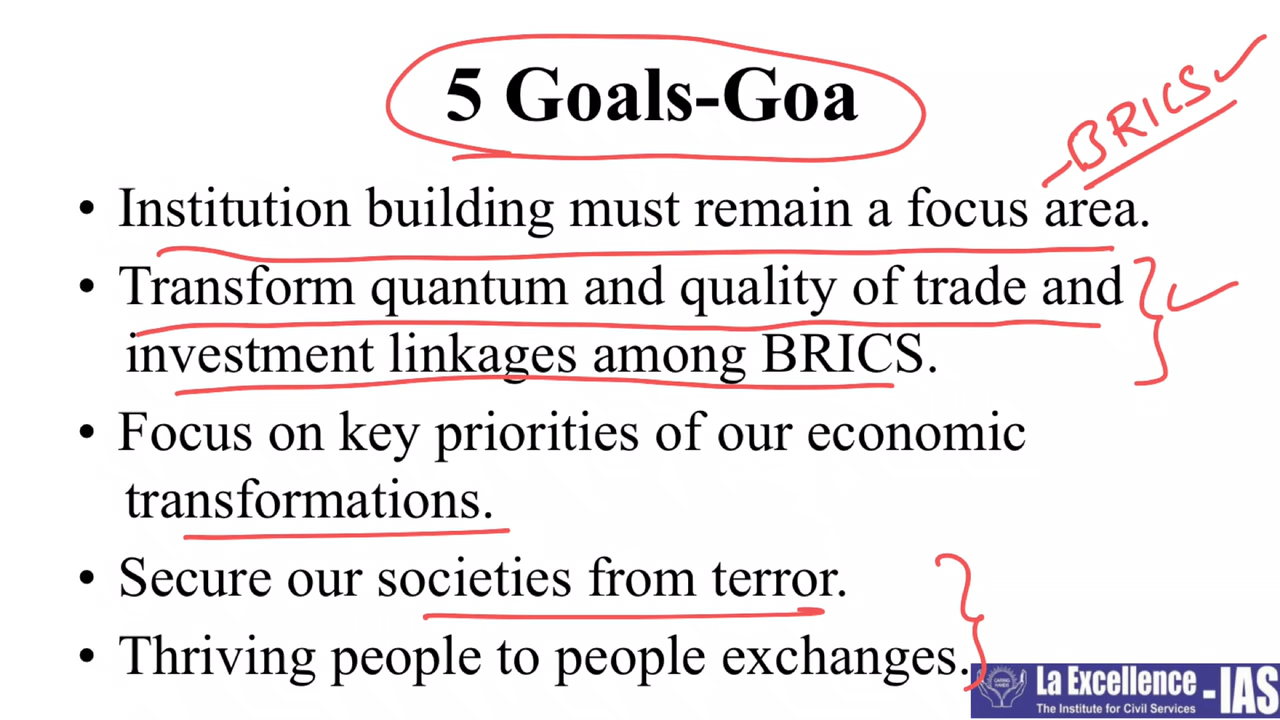 5 Goals-Goa
-BRICS
• Institution building must remain a focus area.
• Transform quantum and quality of trade and
investment linkages among BRICS.
• Focus on key priorities of our economic
transformations.
• Secure our societies from terror.
• Thriving people to people exchanges.
CARING HANDS
La Excellence -IAS
The Institute for Civil Services